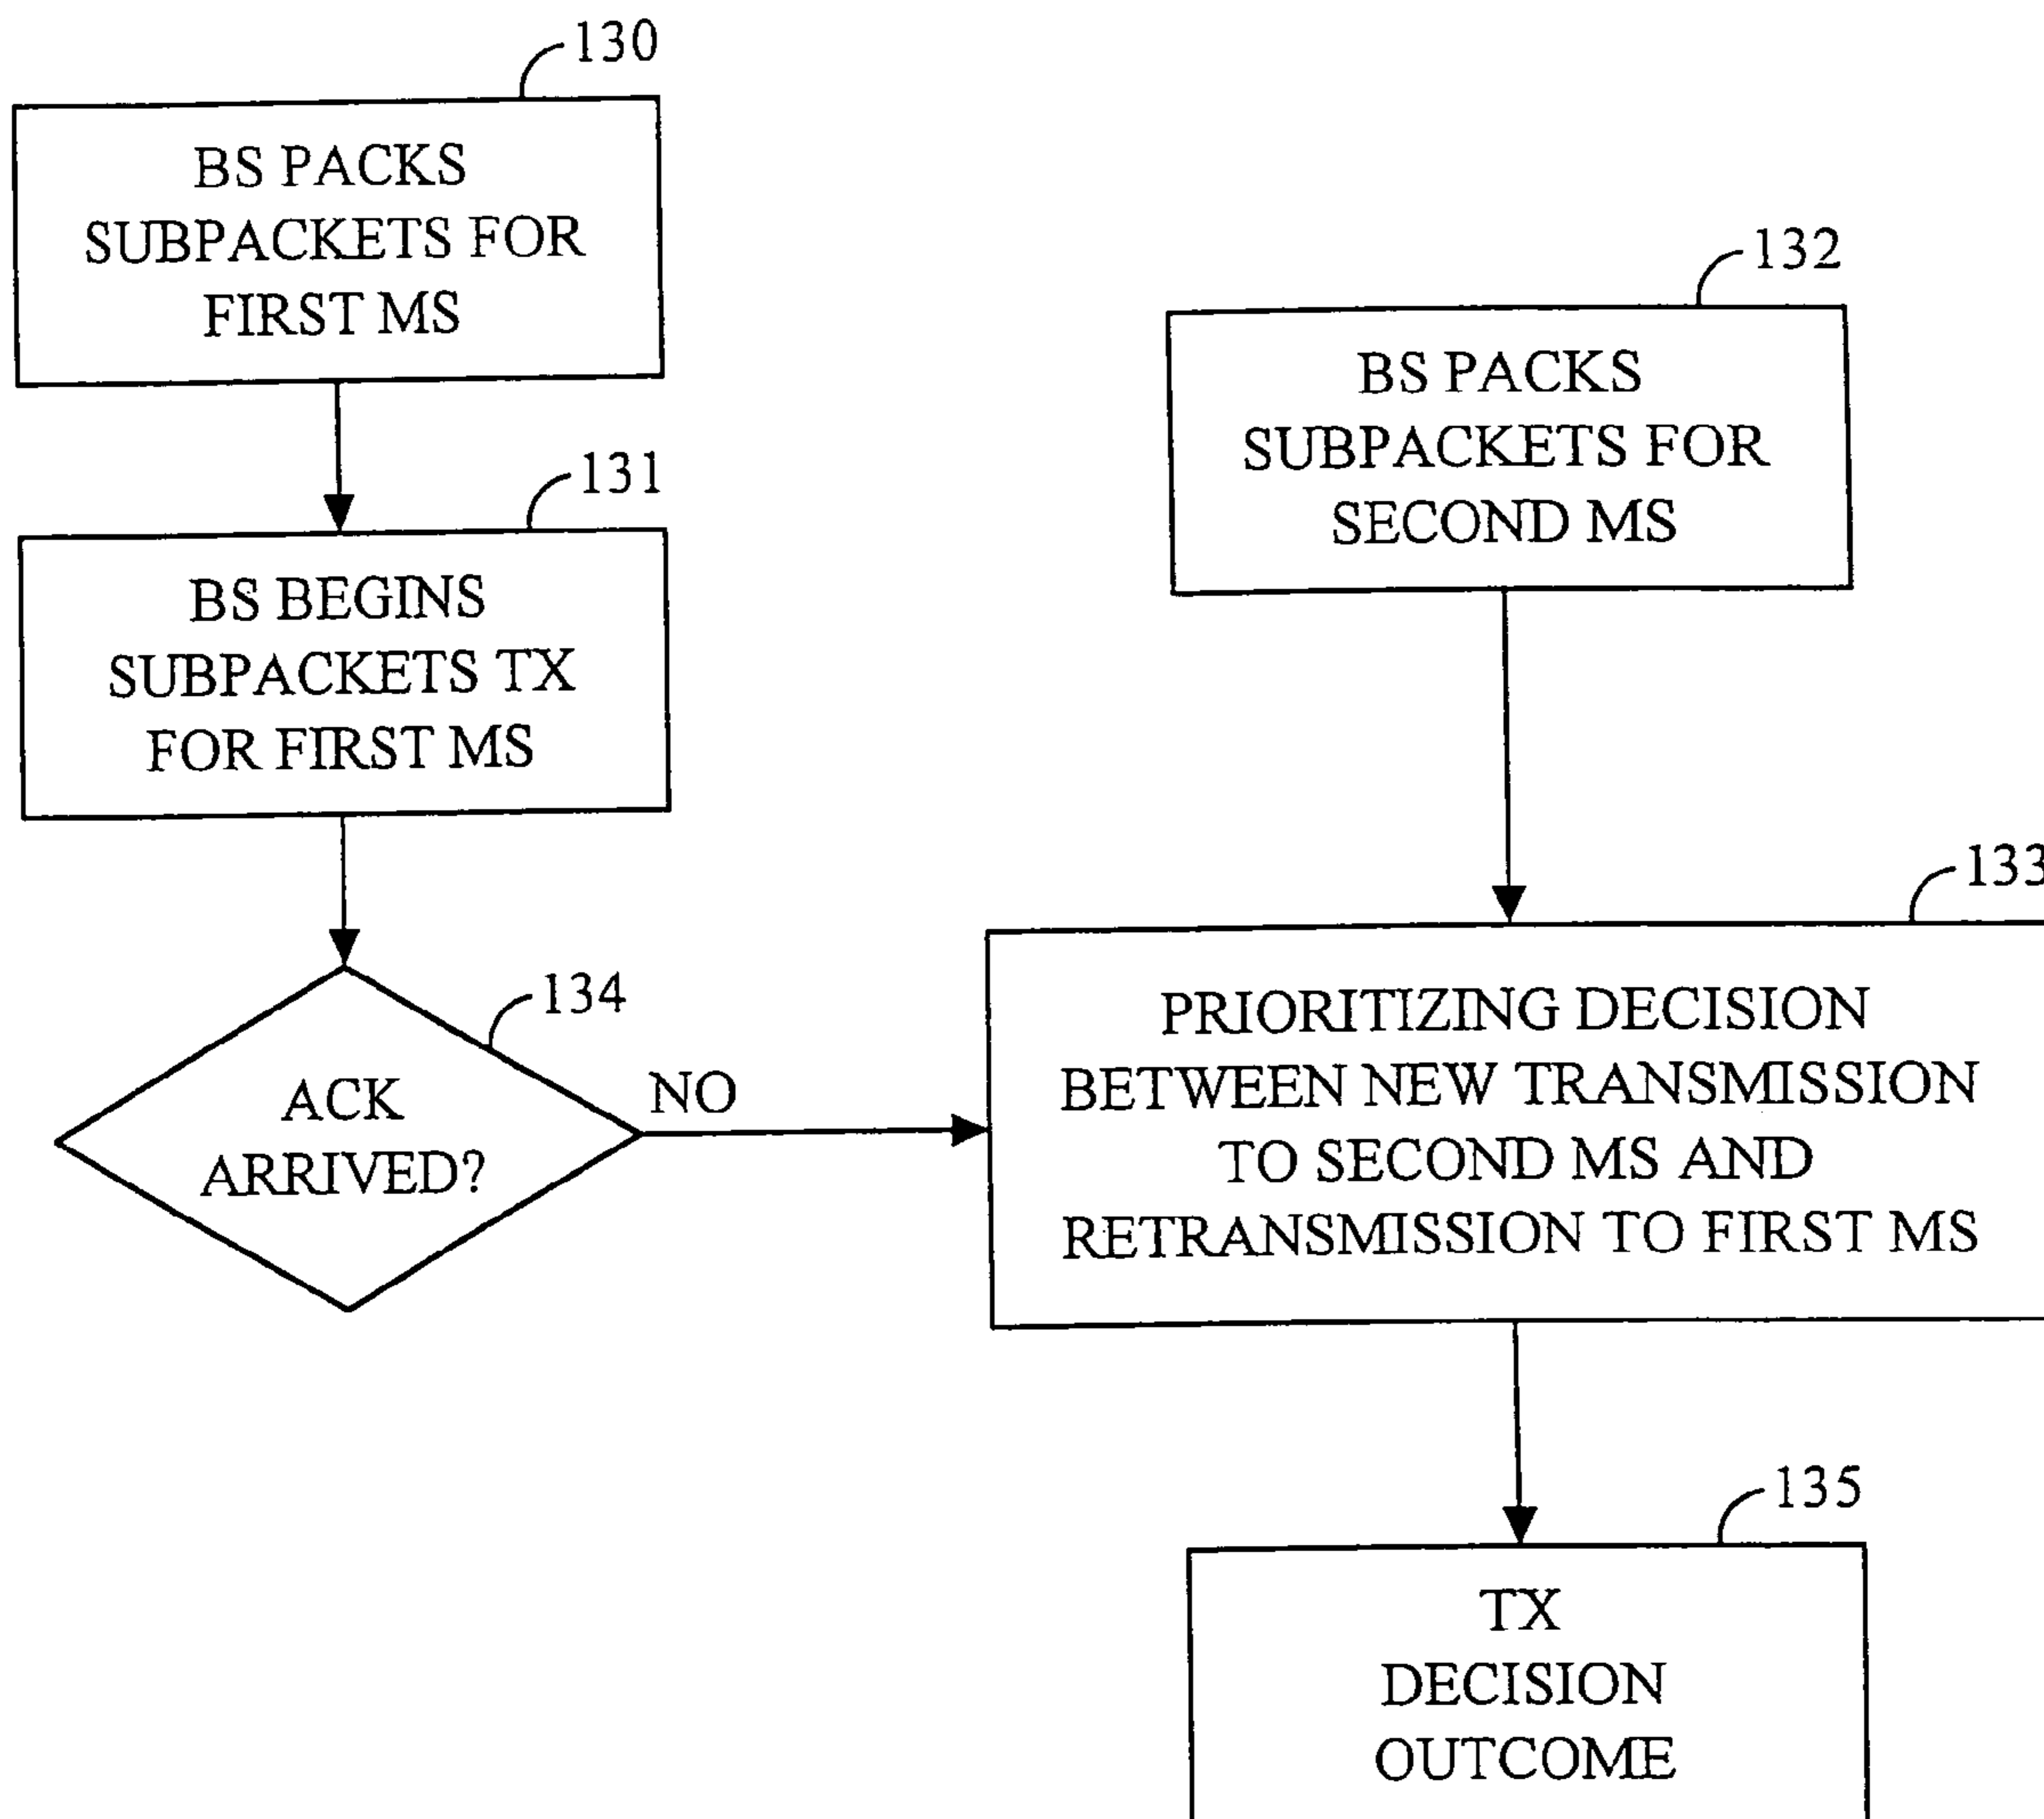 130
BS PACKS
SUBPACKETS FOR
FIRST MS
131
BS BEGINS
SUBPACKETS TX
FOR FIRST MS
132
BS PACKS
SUBPACKETS FOR
SECOND MS
134
ACK
ARRIVED?
NO
133
PRIORITIZING DECISION
BETWEEN NEW TRANSMISSION
TO SECOND MS AND
RETRANSMISSION TO FIRST MS
135
TX
DECISION
OUTCOME